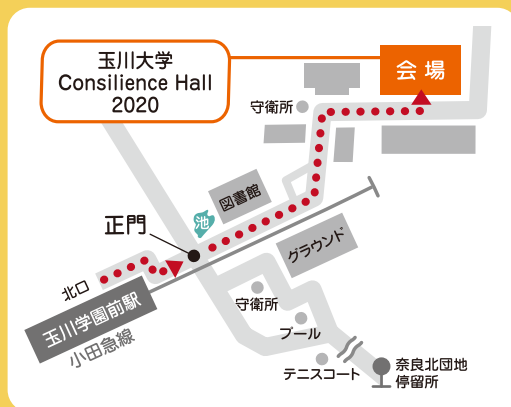 玉川大学
Consilience Hall
2020
会場
守衛所
図書館
池
正門
グラウンド
北口
玉川学園前駅
小田急線
守衛所
プール
テニスコート
奈良北団地
停留所